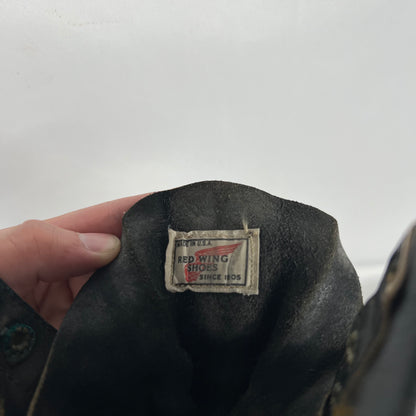 MADE IN U.S.A.
RED WING
SHOES
SINCE 1905